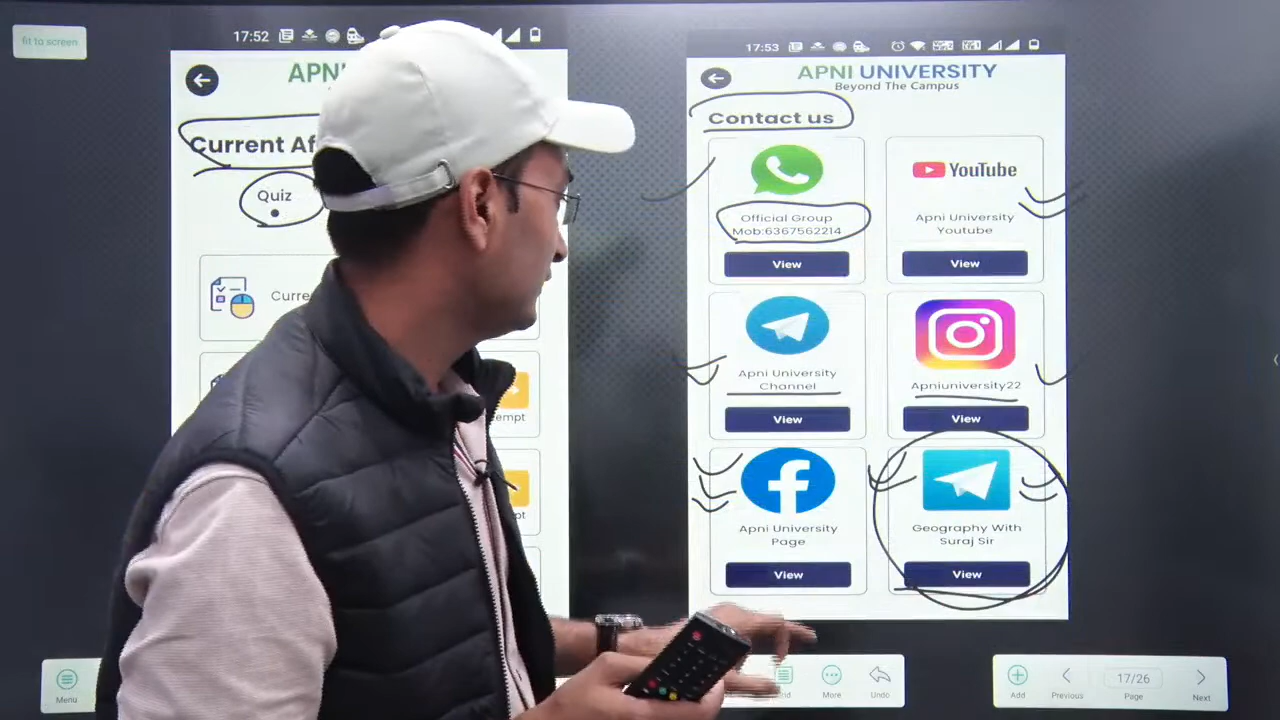 fit to screen
17:52
Current Af
Quiz
Curre
empt
17:53
APNI UNIVERSITY
Beyond The Campus
Contact us
Official Group
Mob:6367562214
View
YouTube
Apni University
Youtube
View
Apni University
Channel
View
Apniuniversity22
View
Apni University
Page
View
Geography With
Suraj Sir
View
Menu
More
Undo
Add
Previous
17/26
Page
Next